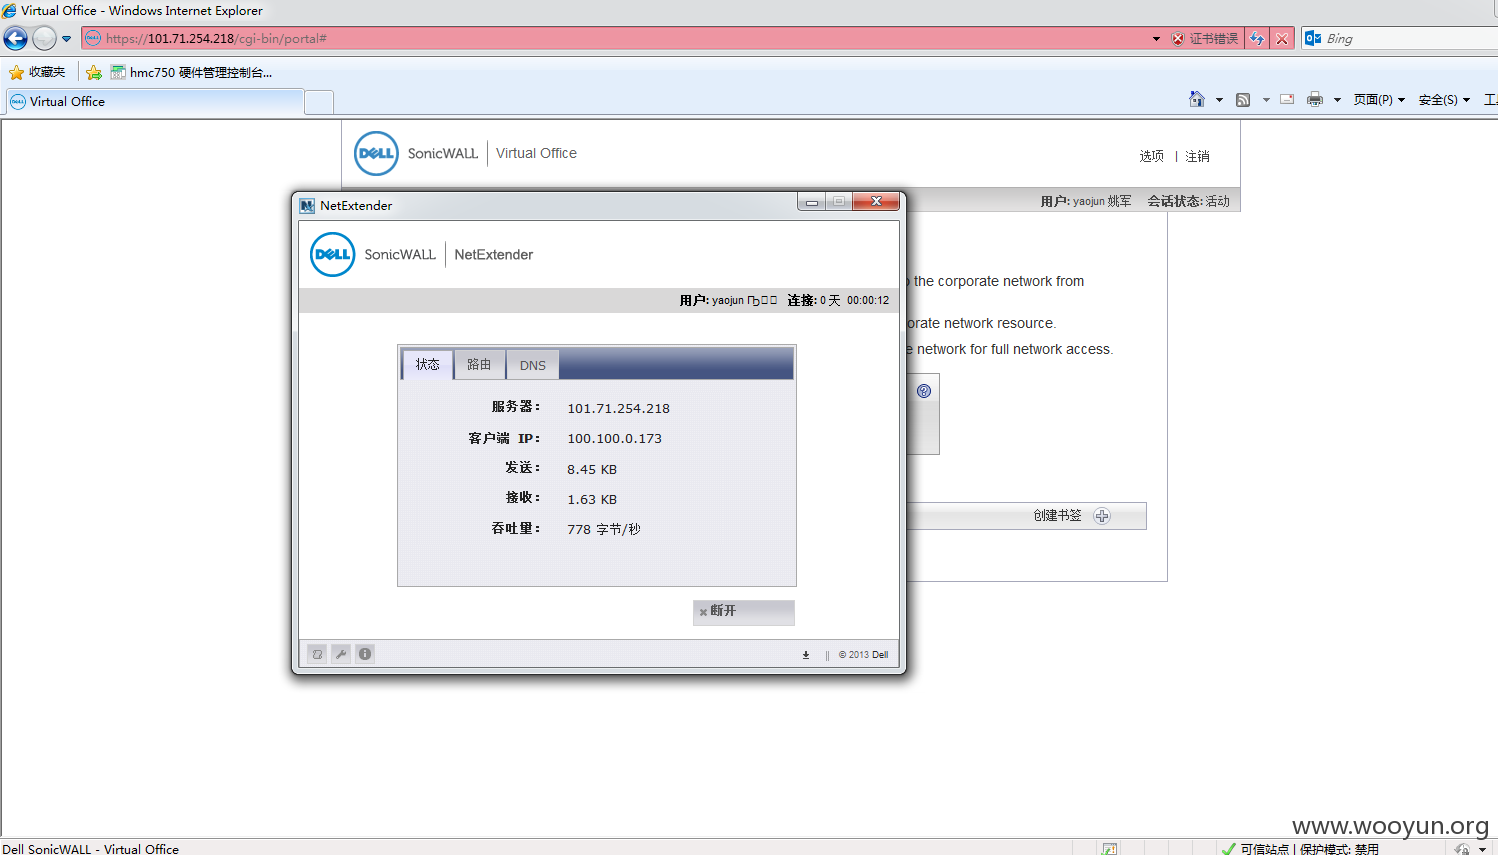 Virtual Office - Windows Internet Explorer
https://101.71.254.218/cgi-bin/portal#
证书错误
Bing
收藏夹
hmc750 硬件管理控制台...
Virtual Office
页面(P)
安全(S)
DELL SonicWALL | Virtual Office
选项 | 注销
用户: yaojun 姚军 会话状态: 活动
the corporate network from
orate network resource.
network for full network access.
创建书签
NetExtender
DELL SonicWALL | NetExtender
用户: yaojun 连接: 0 天 00:00:12
状态 路由 DNS
服务器: 101.71.254.218
客户端 IP: 100.100.0.173
发送: 8.45 KB
接收: 1.63 KB
吞吐量: 778 字节/秒
断开
© 2013 Dell
www.wooyun.org
Dell SonicWALL - Virtual Office
可信站点 | 保护模式: 禁用